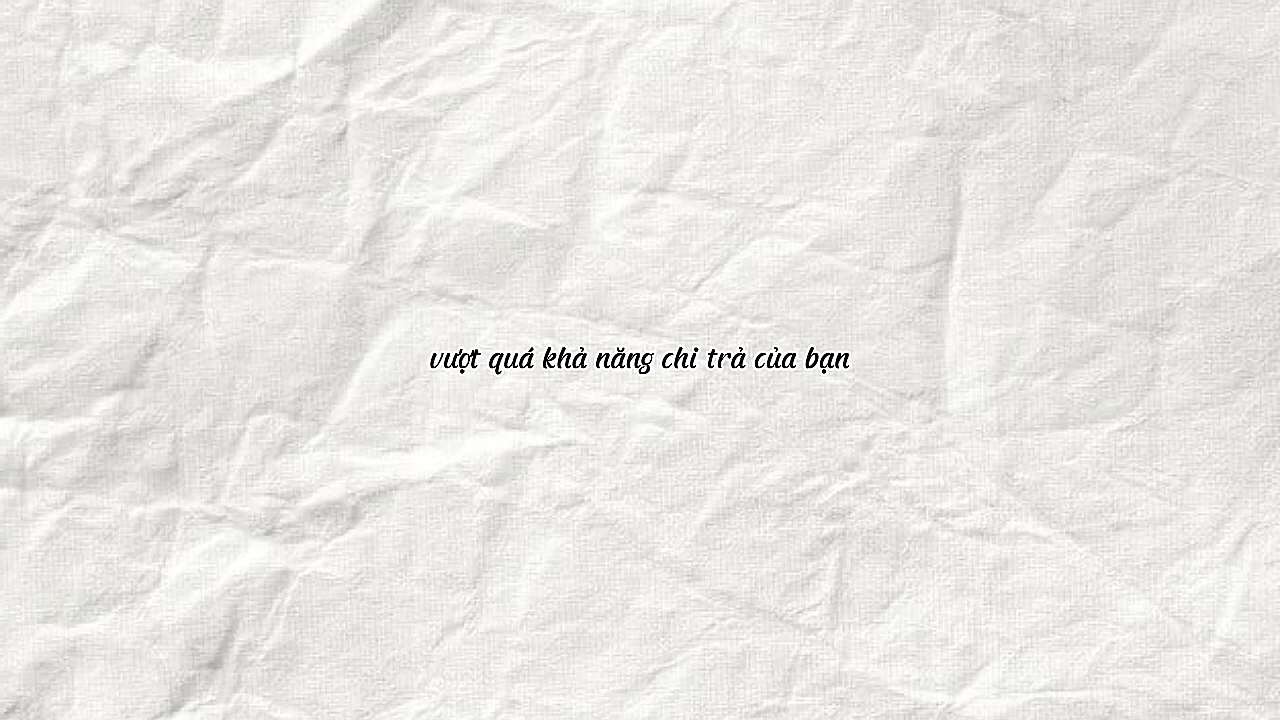 vượt quá khả năng chi trả của bạn